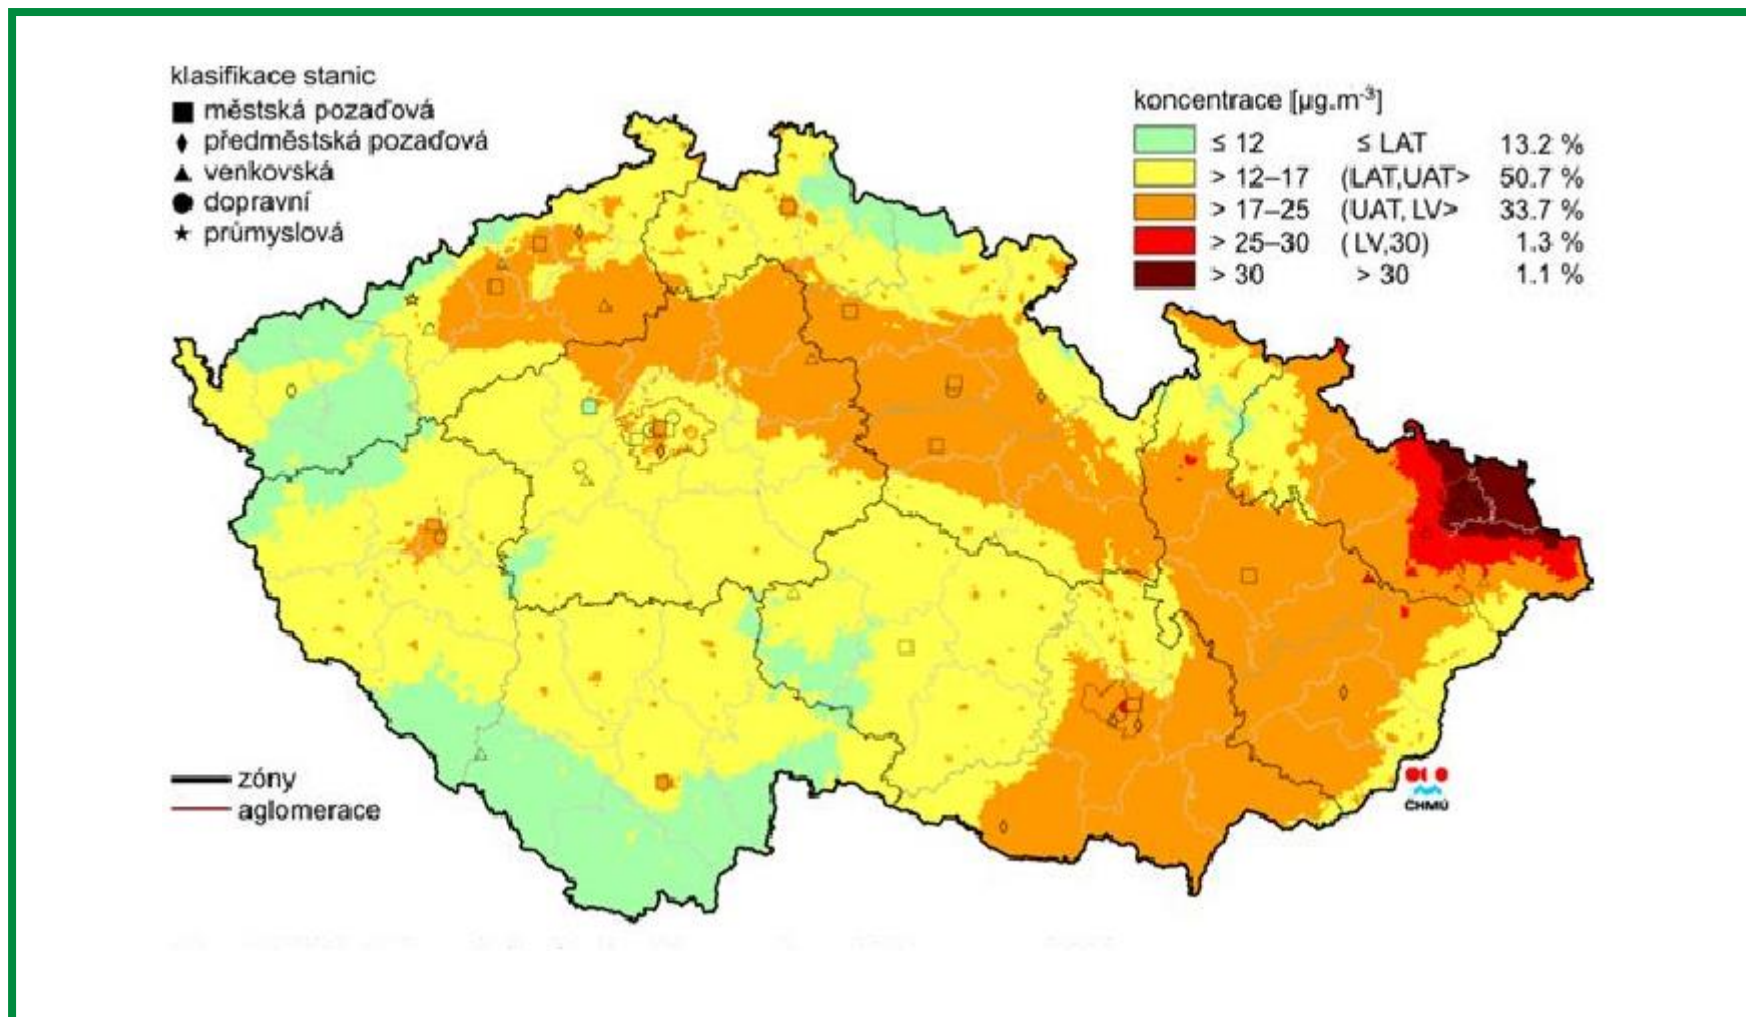 klasifikace stanic
městská pozaďová
předměstská pozaďová
venkovská
dopravní
průmyslová
koncentrace [µg.m-3]
≤ 12 ≤ LAT 13.2 %
> 12–17 (LAT,UAT> 50.7 %
> 17–25 (UAT, LV> 33.7 %
> 25–30 (LV,30) 1.3 %
> 30 > 30 1.1 %
zóny
aglomerace
ČHMÚ